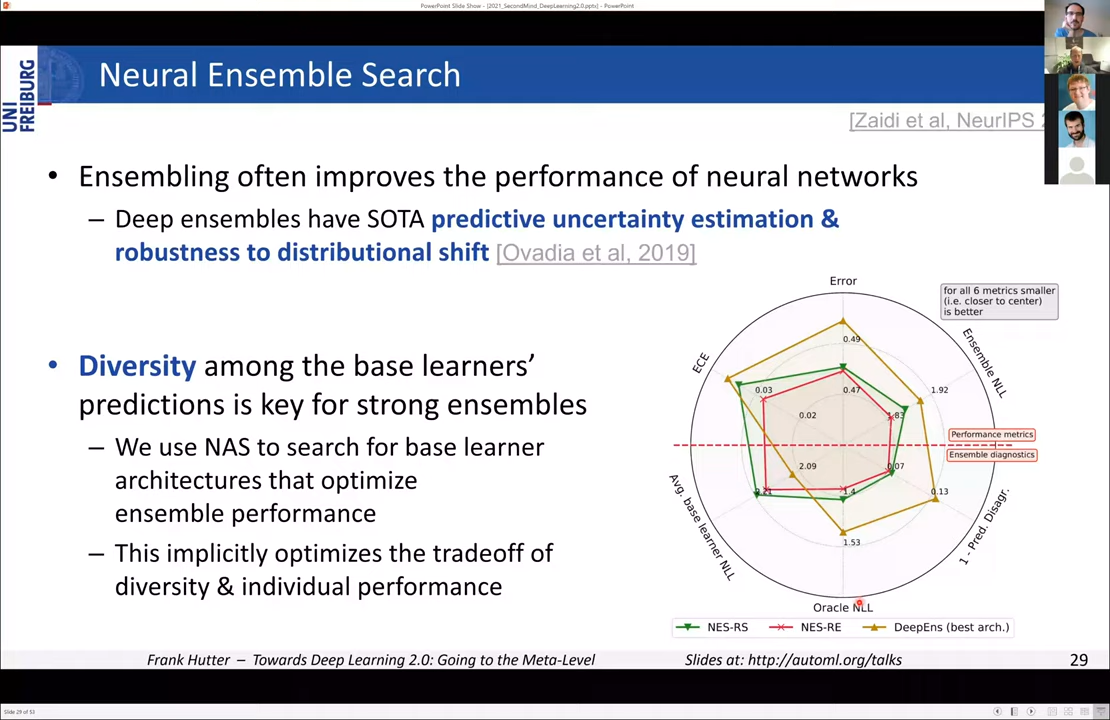 PowerPoint Slide Show - [2021_SecondMind_DeepLearning2.0.pptx] - PowerPoint
UNI
FREIBURG
Neural Ensemble Search
[Zaidi et al, NeurIPS
• Ensembling often improves the performance of neural networks
– Deep ensembles have SOTA predictive uncertainty estimation &
robustness to distributional shift [Ovadia et al, 2019]
• Diversity among the base learners’
predictions is key for strong ensembles
– We use NAS to search for base learner
architectures that optimize
ensemble performance
– This implicitly optimizes the tradeoff of
diversity & individual performance
Error
for all 6 metrics smaller
(i.e. closer to center)
is better
Ensemble NLL
ECE
0.49
0.03
0.47
1.92
0.02
1.83
Performance metrics
Ensemble diagnostics
2.09
0.07
1.4
0.13
1.53
Avg. base learner NLL
1 - Pred. Disagr.
Oracle NLL
NES-RS
NES-RE
DeepEns (best arch.)
Frank Hutter – Towards Deep Learning 2.0: Going to the Meta-Level
Slides at: http://automl.org/talks
29
Slide 29 of 53